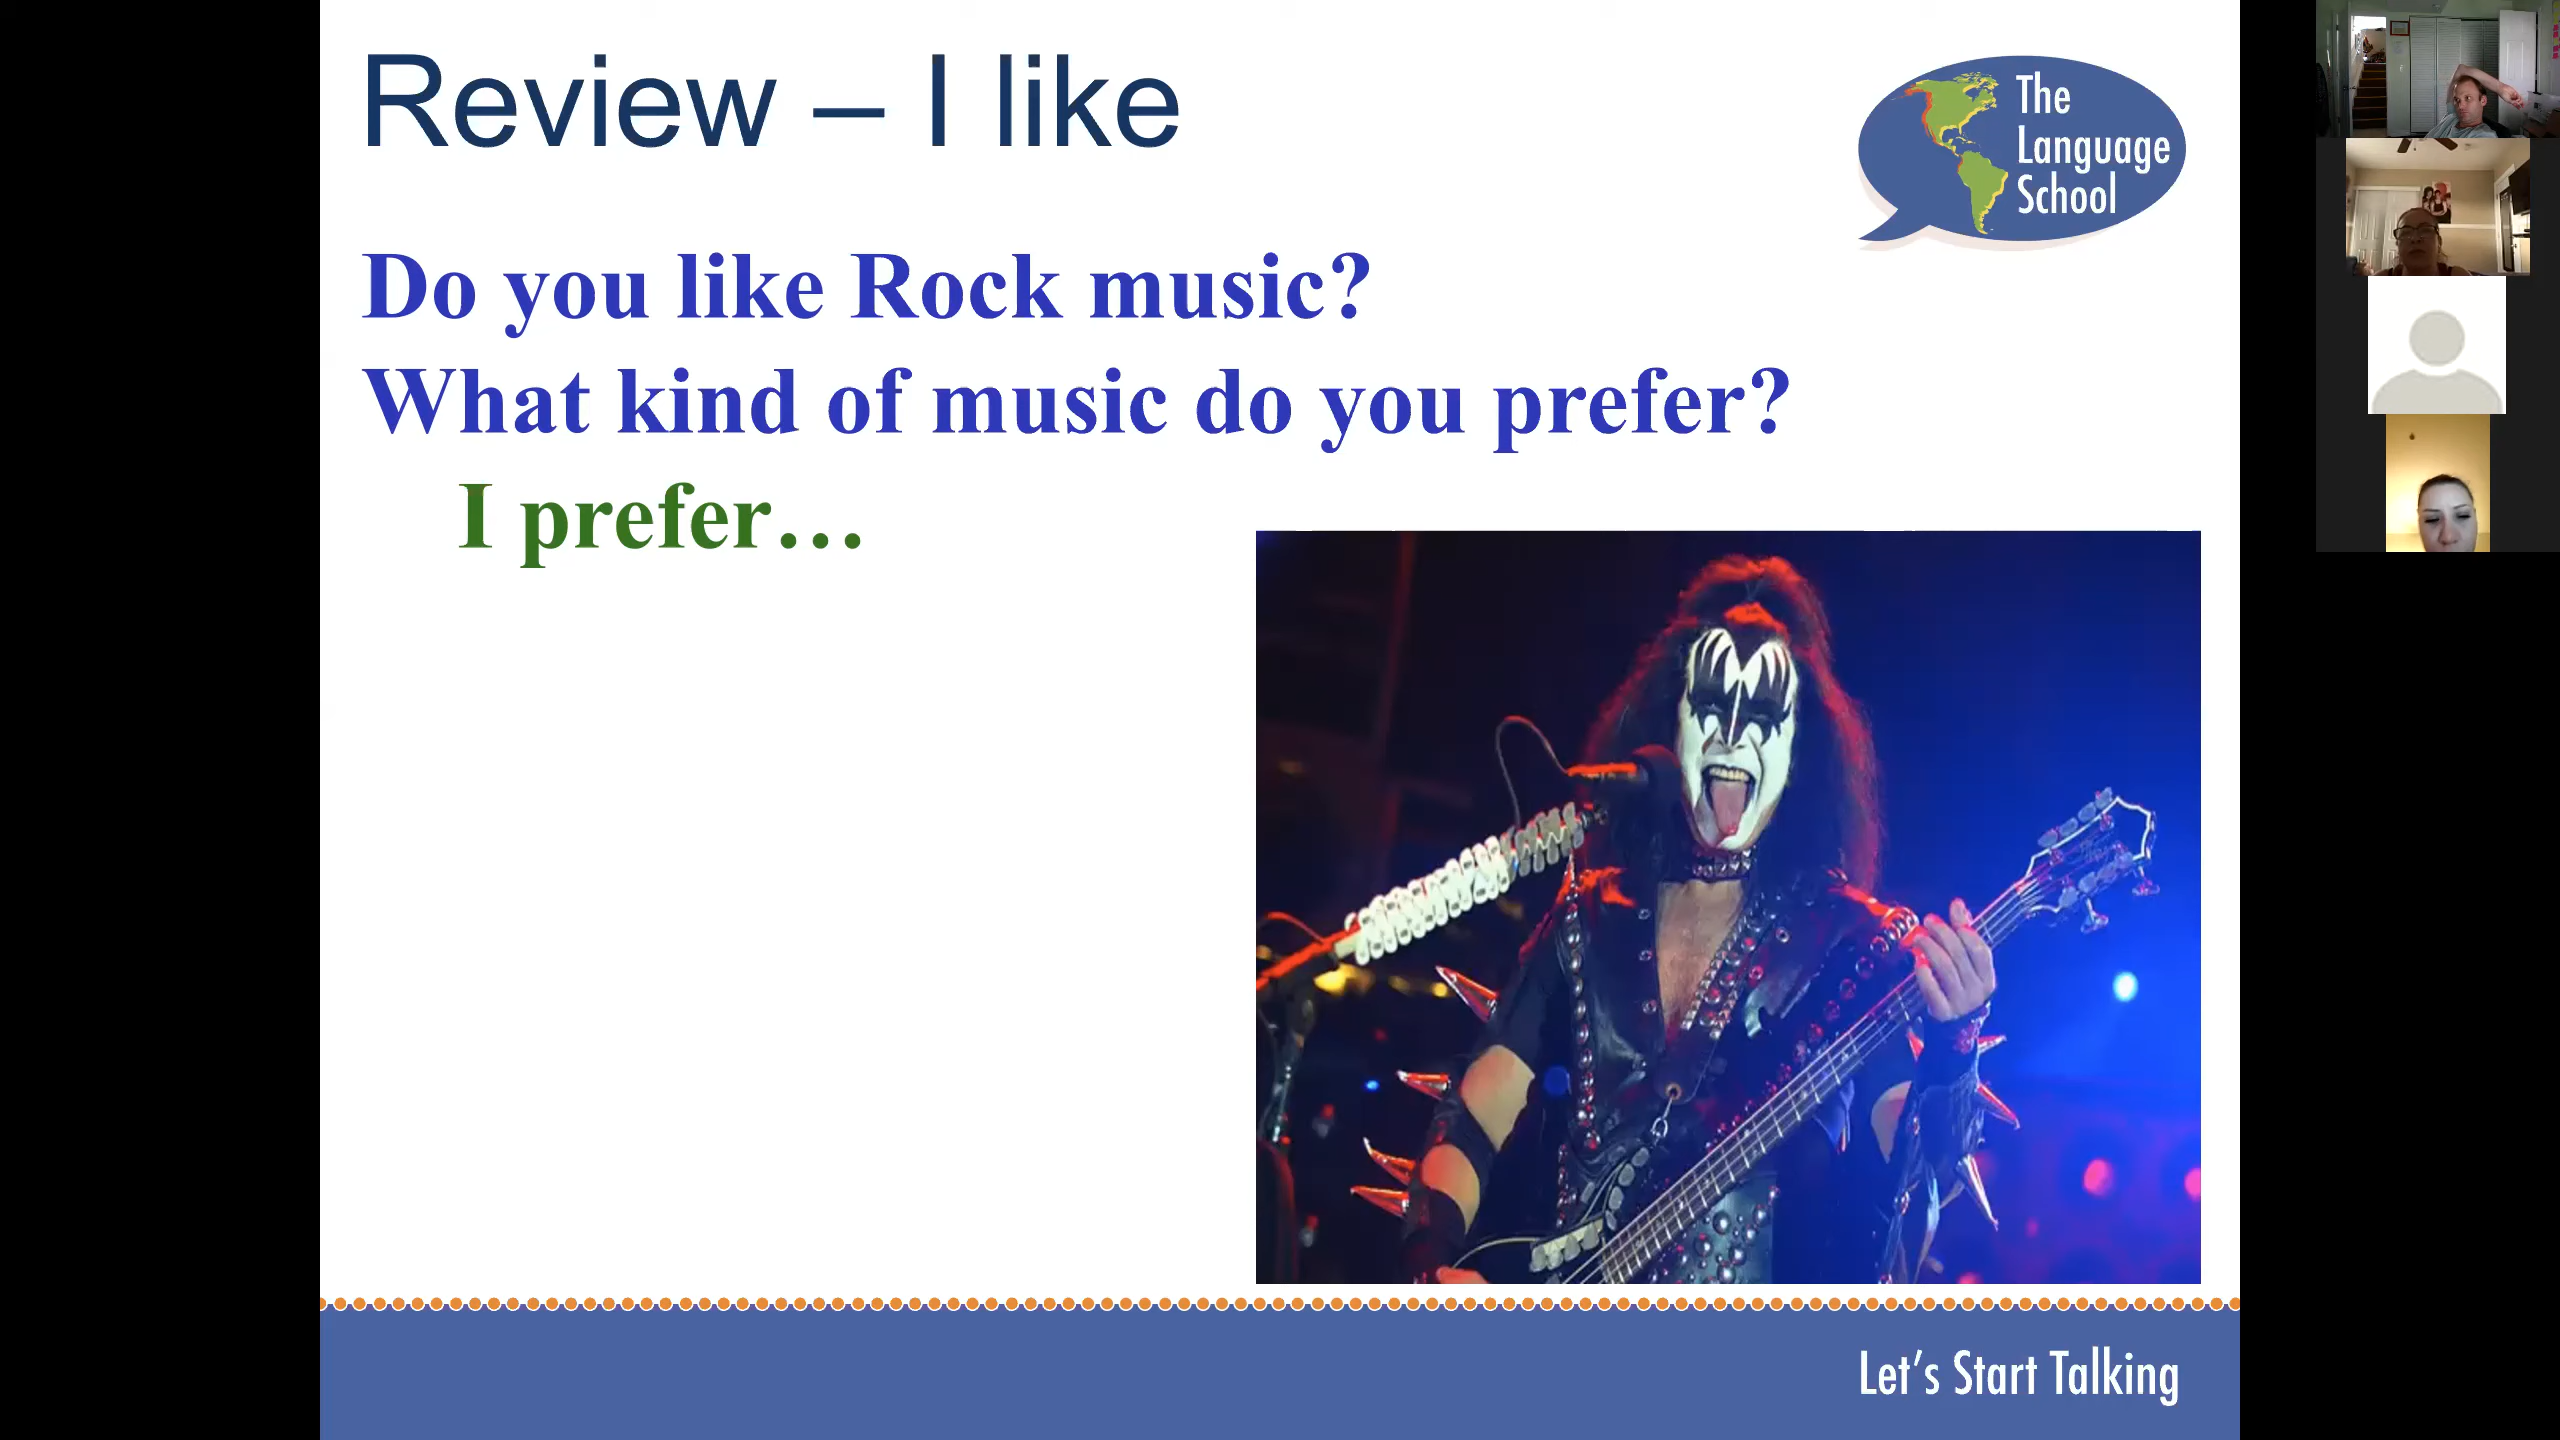 Review – I like
The
Language
School
Do you like Rock music?
What kind of music do you prefer?
I prefer…
Let's Start Talking